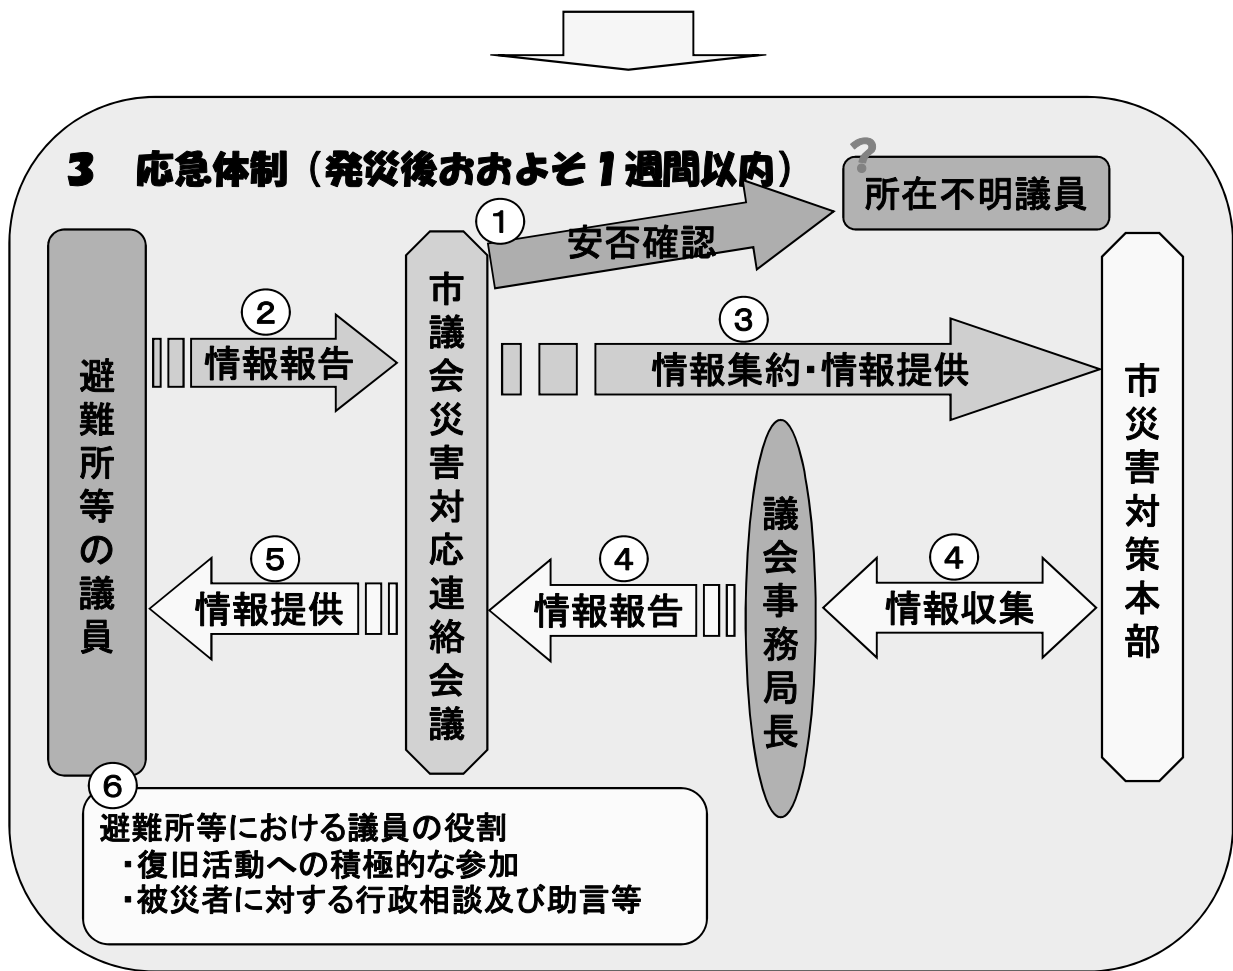 3　応急体制（発災後おおよそ１週間以内）
?
所在不明議員
①
安否確認
避難所等の議員
②
情報報告
市議会災害対応連絡会議
③
情報集約・情報提供
市災害対策本部
⑤
情報提供
④
情報報告
議会事務局長
④
情報収集
⑥
避難所等における議員の役割
・復旧活動への積極的な参加
・被災者に対する行政相談及び助言等